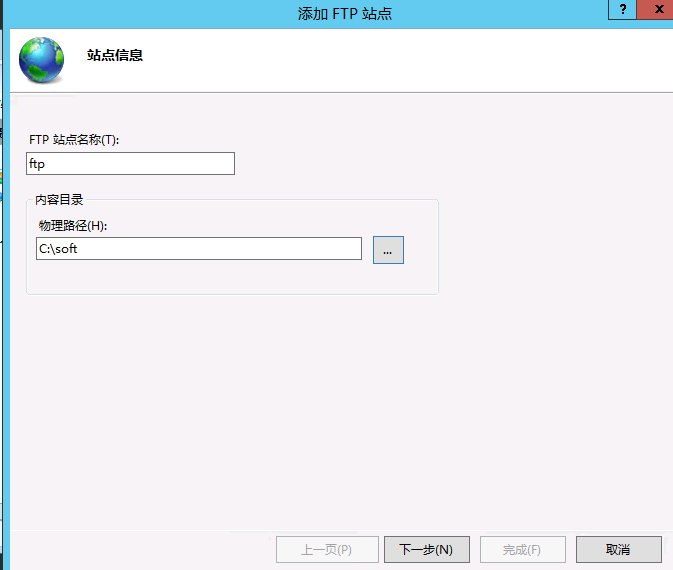 添加 FTP 站点
?
x
站点信息
FTP 站点名称(T):
ftp
内容目录
物理路径(H):
C:\soft
...
上一页(P)
下一步(N)
完成(F)
取消